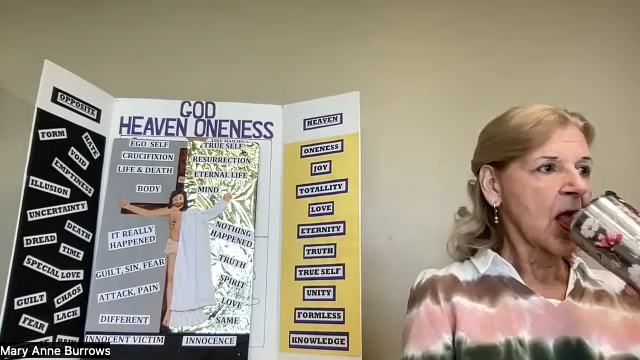 OPPOSITE
FORM
HATE
VOID
EMPTINESS
ILLUSION
UNCERTAINTY
DEATH
DREAD
TIME
SPECIAL LOVE
GUILT
CHAOS
LACK
FEAR
GOD
HEAVEN ONENESS
EGO SELF
CRUCIFIXION
LIFE & DEATH
BODY
IT REALLY
HAPPENED
GUILT, SIN, FEAR
ATTACK, PAIN
DIFFERENT
INNOCENT VICTIM
TRUE SELF
RESURRECTION
ETERNAL LIFE
MIND
NOTHING
HAPPENED
TRUTH
SPIRIT
LOVE
SAME
INNOCENCE
HEAVEN
ONENESS
JOY
TOTALLITY
LOVE
ETERNITY
TRUTH
TRUE SELF
UNITY
FORMLESS
KNOWLEDGE
Mary Anne Burrows